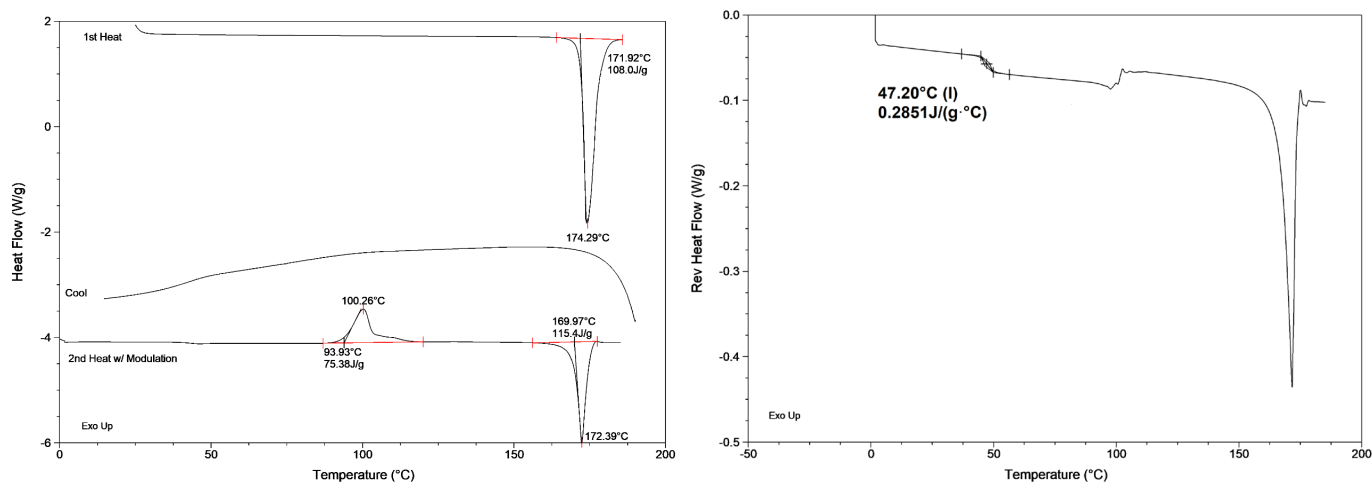 2
0
-2
-4
-6
Heat Flow (W/g)
1st Heat
171.92°C
108.0J/g
174.29°C
Cool
100.26°C
169.97°C
115.4J/g
2nd Heat w/ Modulation
93.93°C
75.38J/g
172.39°C
Exo Up
0
50
100
150
200
Temperature (°C)
0.0
-0.1
-0.2
-0.3
-0.4
-0.5
Rev Heat Flow (W/g)
47.20°C (I)
0.2851J/(g·°C)
Exo Up
-50
0
50
100
150
200
Temperature (°C)